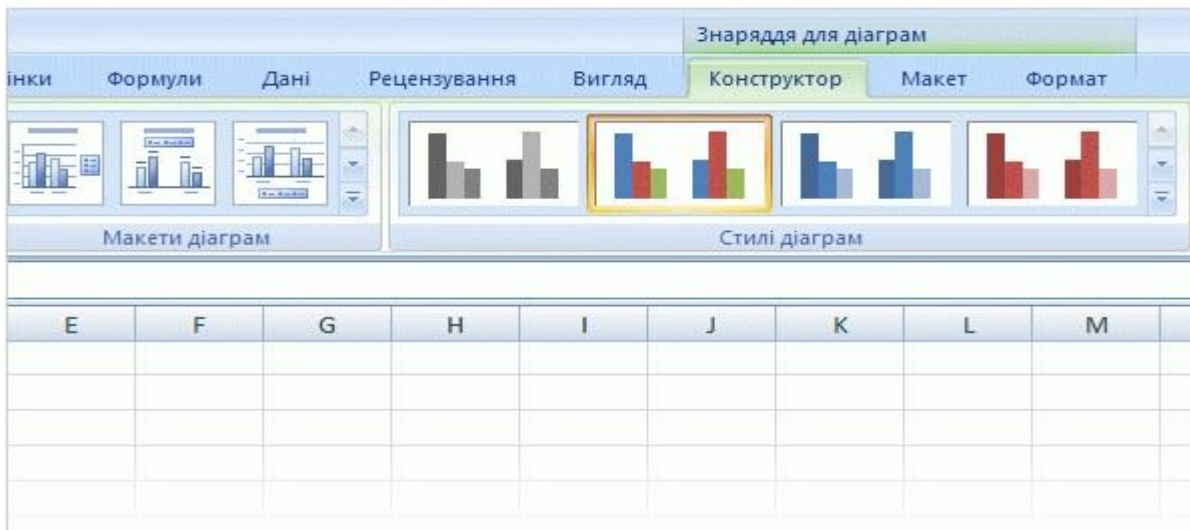 Знаряддя для діаграм
інки Формули Дані Рецензування Вигляд Конструктор Макет Формат
Макети діаграм Стилі діаграм
E F G H I J K L M